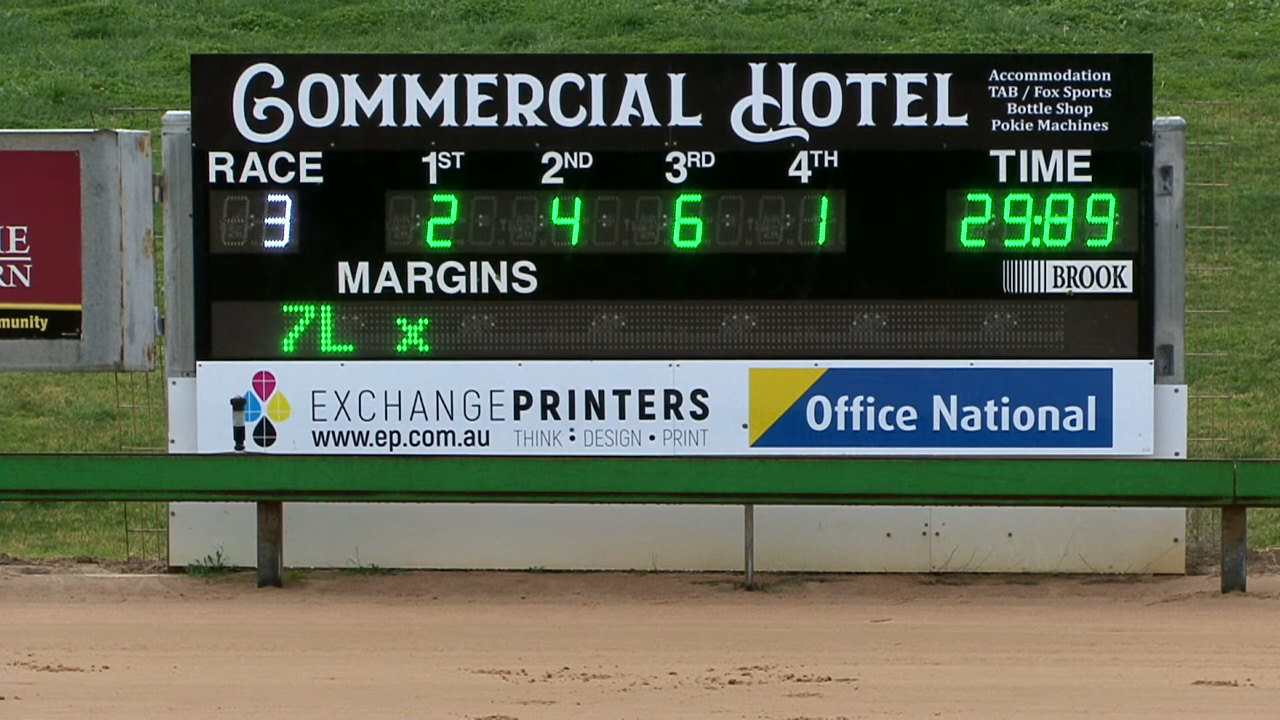 COMMERCIAL HOTEL
Accommodation
TAB / Fox Sports
Bottle Shop
Pokie Machines
RACE 1ST 2ND 3RD 4TH TIME
3 2 4 6 1 29:89
MARGINS
BROOK
7L x
EXCHANGEPRINTERS
www.ep.com.au THINK • DESIGN • PRINT
Office National
munity